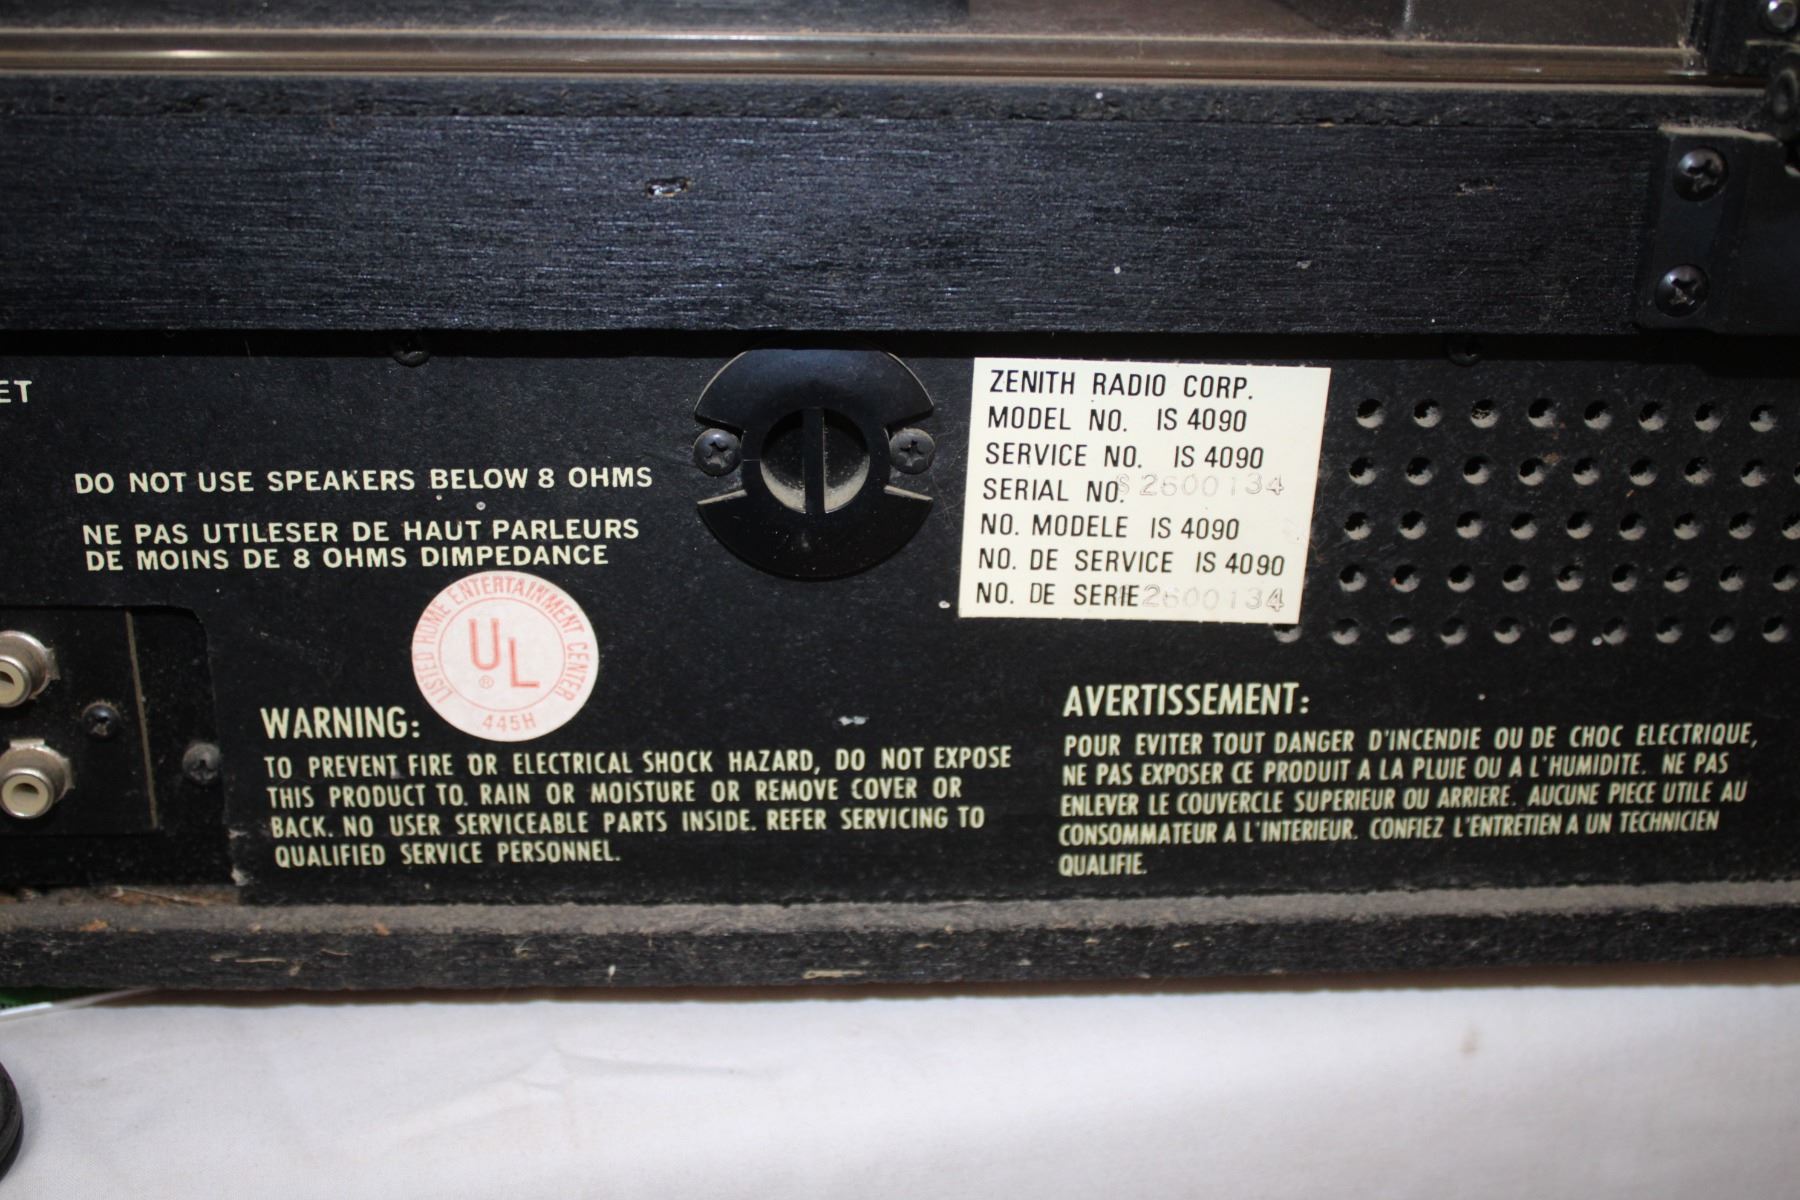 ET
DO NOT USE SPEAKERS BELOW 8 OHMS
NE PAS UTILESER DE HAUT PARLEURS
DE MOINS DE 8 OHMS DIMPEDANCE
LISTED HOME ENTERTAINMENT CENTER
UL
®
445H
ZENITH RADIO CORP.
MODEL NO. IS 4090
SERVICE NO. IS 4090
SERIAL NO. S 2600134
NO. MODELE IS 4090
NO. DE SERVICE IS 4090
NO. DE SERIE 2600134
WARNING:
TO PREVENT FIRE OR ELECTRICAL SHOCK HAZARD, DO NOT EXPOSE
THIS PRODUCT TO RAIN OR MOISTURE OR REMOVE COVER OR
BACK. NO USER SERVICEABLE PARTS INSIDE. REFER SERVICING TO
QUALIFIED SERVICE PERSONNEL.
AVERTISSEMENT:
POUR EVITER TOUT DANGER D'INCENDIE OU DE CHOC ELECTRIQUE,
NE PAS EXPOSER CE PRODUIT A LA PLUIE OU A L'HUMIDITE. NE PAS
ENLEVER LE COUVERCLE SUPERIEUR OU ARRIERE. AUCUNE PIECE UTILE AU
CONSOMMATEUR A L'INTERIEUR. CONFIEZ L'ENTRETIEN A UN TECHNICIEN
QUALIFIE.